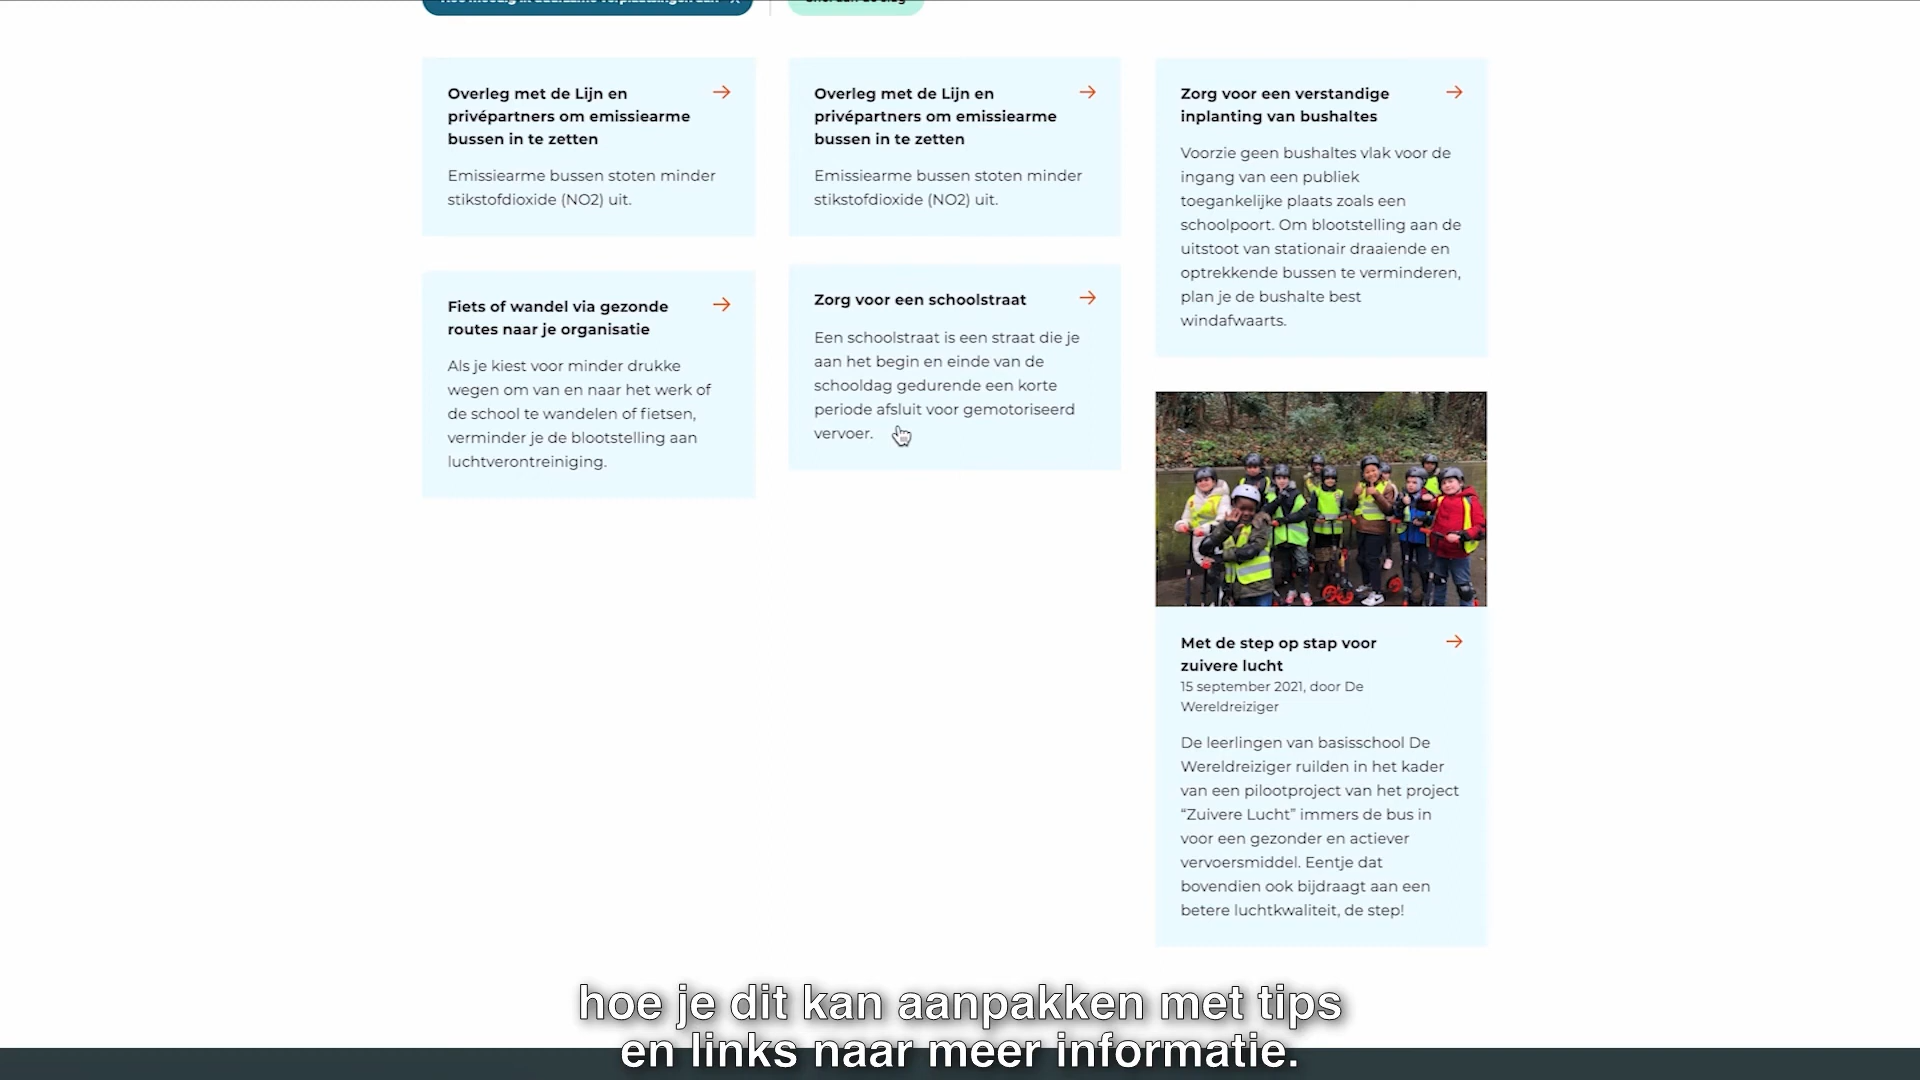 Overleg met de Lijn en
privépartners om emissiearme
bussen in te zetten
Emissiearme bussen stoten minder
stikstofdioxide (NO2) uit.
Fiets of wandel via gezonde
routes naar je organisatie
Als je kiest voor minder drukke
wegen om van en naar het werk of
de school te wandelen of fietsen,
verminder je de blootstelling aan
luchtverontreiniging.
Overleg met de Lijn en
privépartners om emissiearme
bussen in te zetten
Emissiearme bussen stoten minder
stikstofdioxide (NO2) uit.
Zorg voor een schoolstraat
Een schoolstraat is een straat die je
aan het begin en einde van de
schooldag gedurende een korte
periode afsluit voor gemotoriseerd
vervoer.
Zorg voor een verstandige
inplanting van bushaltes
Voorzie geen bushaltes vlak voor de
ingang van een publiek
toegankelijke plaats zoals een
schoolpoort. Om blootstelling aan de
uitstoot van stationair draaiende en
optrekkende bussen te verminderen,
plan je de bushalte best
windafwaarts.
Met de step op stap voor
zuivere lucht
15 september 2021, door De
Wereldreiziger
De leerlingen van basisschool De
Wereldreiziger ruilden in het kader
van een pilootproject van het project
“Zuivere Lucht” immers de bus in
voor een gezonder en actiever
vervoersmiddel. Eentje dat
bovendien ook bijdraagt aan een
betere luchtkwaliteit, de step!
hoe je dit kan aanpakken met tips
en links naar meer informatie.